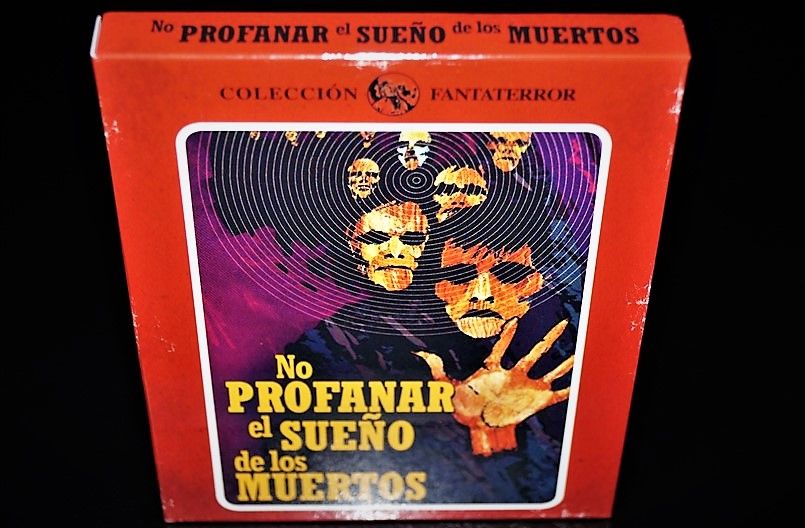 No PROFANAR el SUEÑO de los MUERTOS
COLECCIÓN FANTATERROR
No
PROFANAR
el SUEÑO
de los
MUERTOS